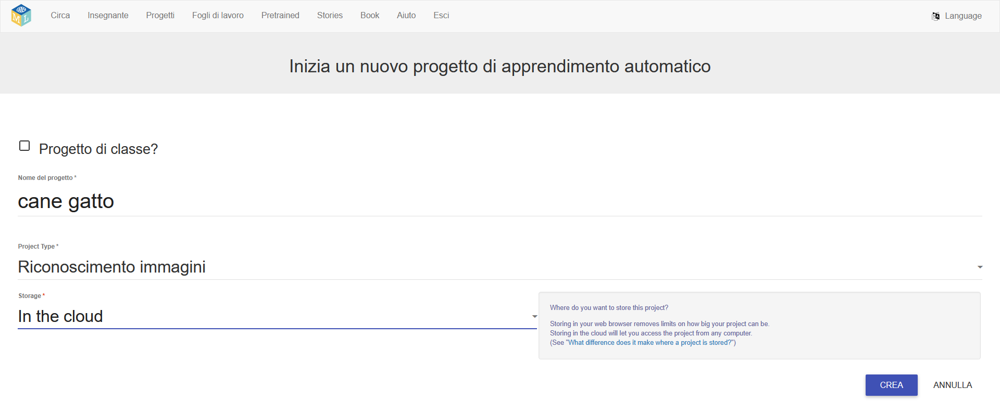 M L
Circa Insegnante Progetti Fogli di lavoro Pretrained Stories Book Aiuto Esci Language
Inizia un nuovo progetto di apprendimento automatico
Progetto di classe?
Nome del progetto *
cane gatto
Project Type *
Riconoscimento immagini
Storage *
In the cloud
Where do you want to store this project?
Storing in your web browser removes limits on how big your project can be.
Storing in the cloud will let you access the project from any computer.
(See "What difference does it make where a project is stored?")
CREA ANNULLA